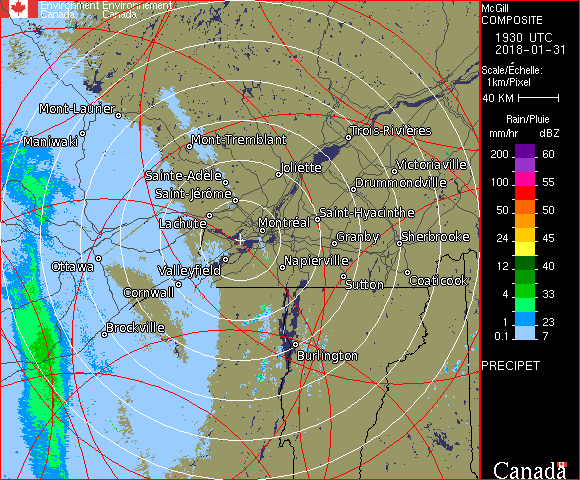 Environment Environnement
Canada Canada
McGill
COMPOSITE
1930 UTC
2018-01-31
Scale/Échelle:
1km/Pixel
40 KM
Rain/Pluie
mm/hr dBZ
200 60
100 55
50 50
24 45
12 40
4 33
1 23
0.1 7
PRECIPET
Canada
Mont-Laurier
Maniwaki
Mont-Tremblant
Trois-Rivières
Joliette
Victoriaville
Sainte-Adèle
Drummondville
Saint-Jérôme
Saint-Hyacinthe
Lachute
Montréal
Granby
Sherbrooke
Ottawa
Valleyfield
Napierville
Cornwall
Sutton
Coaticook
Brockville
Burlington